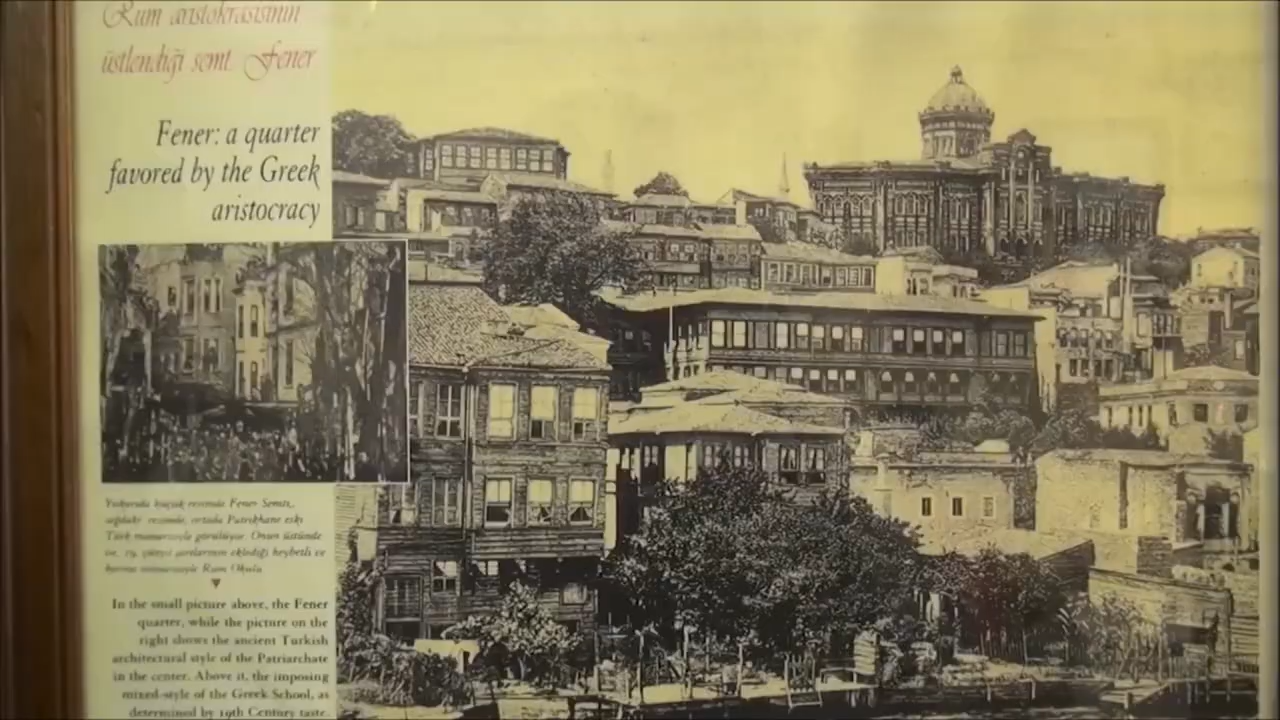 Rum aristokrasisinin
üstlendiği semt. Fener
Fener: a quarter
favored by the Greek
aristocracy
Yukarıda küçük resimde Fener Semti,
sağdaki resimde, ortada Patrikhane eski
Türk mimarisiyle görülüyor. Onun üstünde
ise, 19. yüzyıl şartlarının eklediği heybetli ve
karma mimarisiyle Rum Okulu
In the small picture above, the Fener
quarter, while the picture on the
right shows the ancient Turkish
architectural style of the Patriarchate
in the center. Above it, the imposing
mixed-style of the Greek School, as
determined by 19th Century taste.